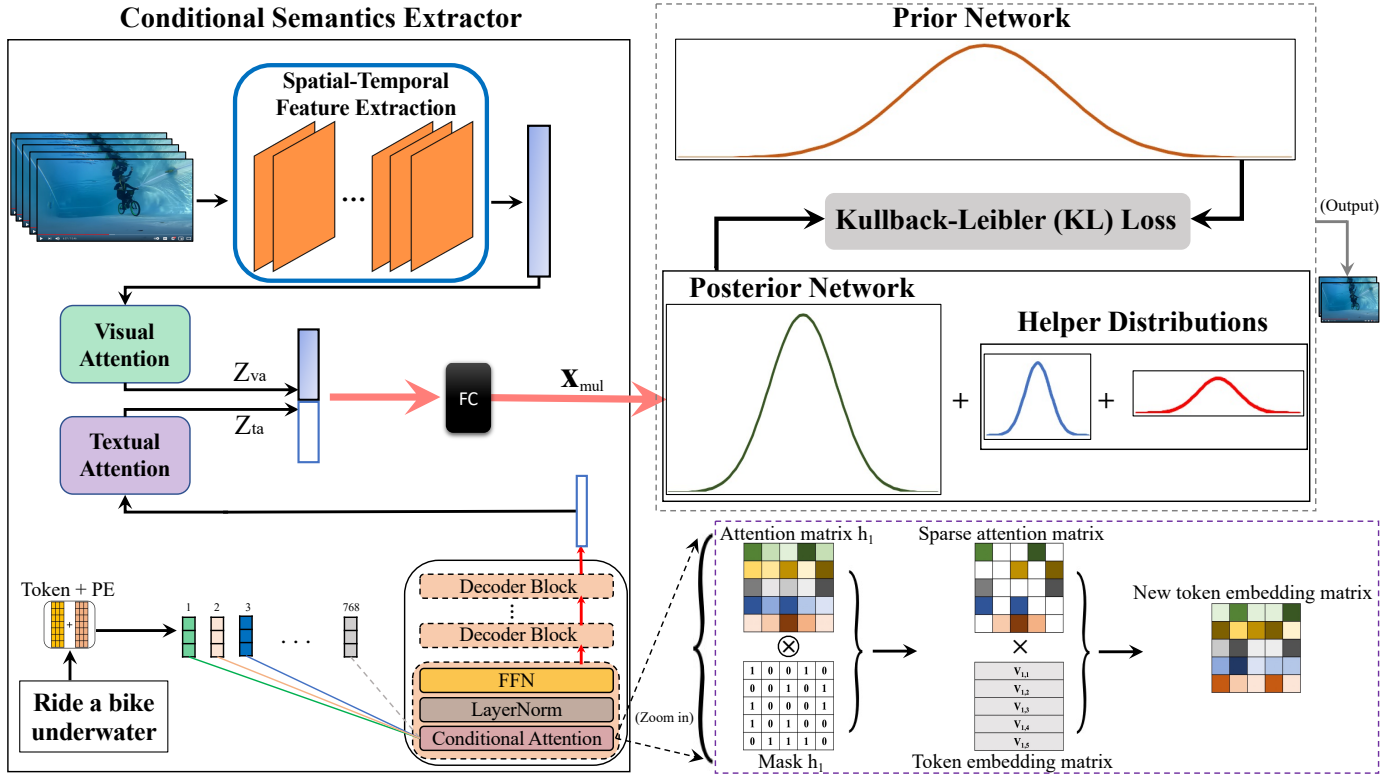 Conditional Semantics Extractor
Spatial-Temporal
Feature Extraction
...
Visual
Attention
Textual
Attention
Zva
Zta
FC
Xmul
Token + PE
Ride a bike
underwater
1
2
3
768
. . .
Decoder Block
Decoder Block
FFN
LayerNorm
Conditional Attention
(Zoom in)
Prior Network
Kullback-Leibler (KL) Loss
(Output)
Posterior Network
Helper Distributions
+
+
Attention matrix h1
⊗
1 0 0 1 0
0 0 1 0 1
1 0 0 0 1
1 0 1 0 0
0 1 1 1 0
Mask h1
Sparse attention matrix
×
V1,1
V1,2
V1,3
V1,4
V1,5
Token embedding matrix
New token embedding matrix